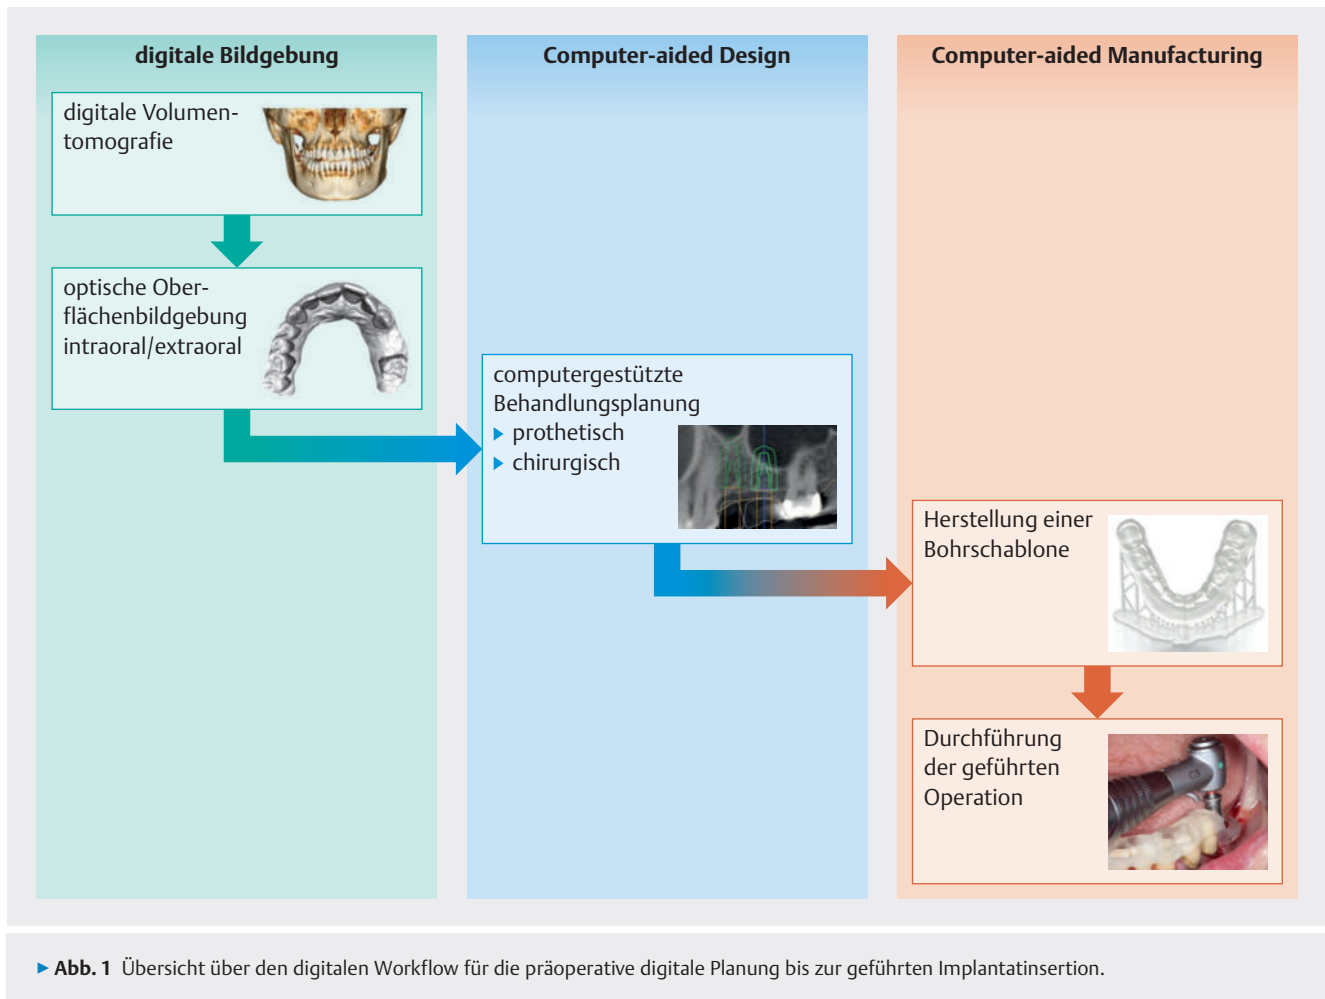 digitale Bildgebung
digitale Volumen-
tomografie
optische Ober-
flächenbildgebung
intraoral/extraoral
Computer-aided Design
computergestützte
Behandlungsplanung
▶ prothetisch
▶ chirurgisch
Computer-aided Manufacturing
Herstellung einer
Bohrschablone
Durchführung
der geführten
Operation
▶ Abb. 1 Übersicht über den digitalen Workflow für die präoperative digitale Planung bis zur geführten Implantatinsertion.